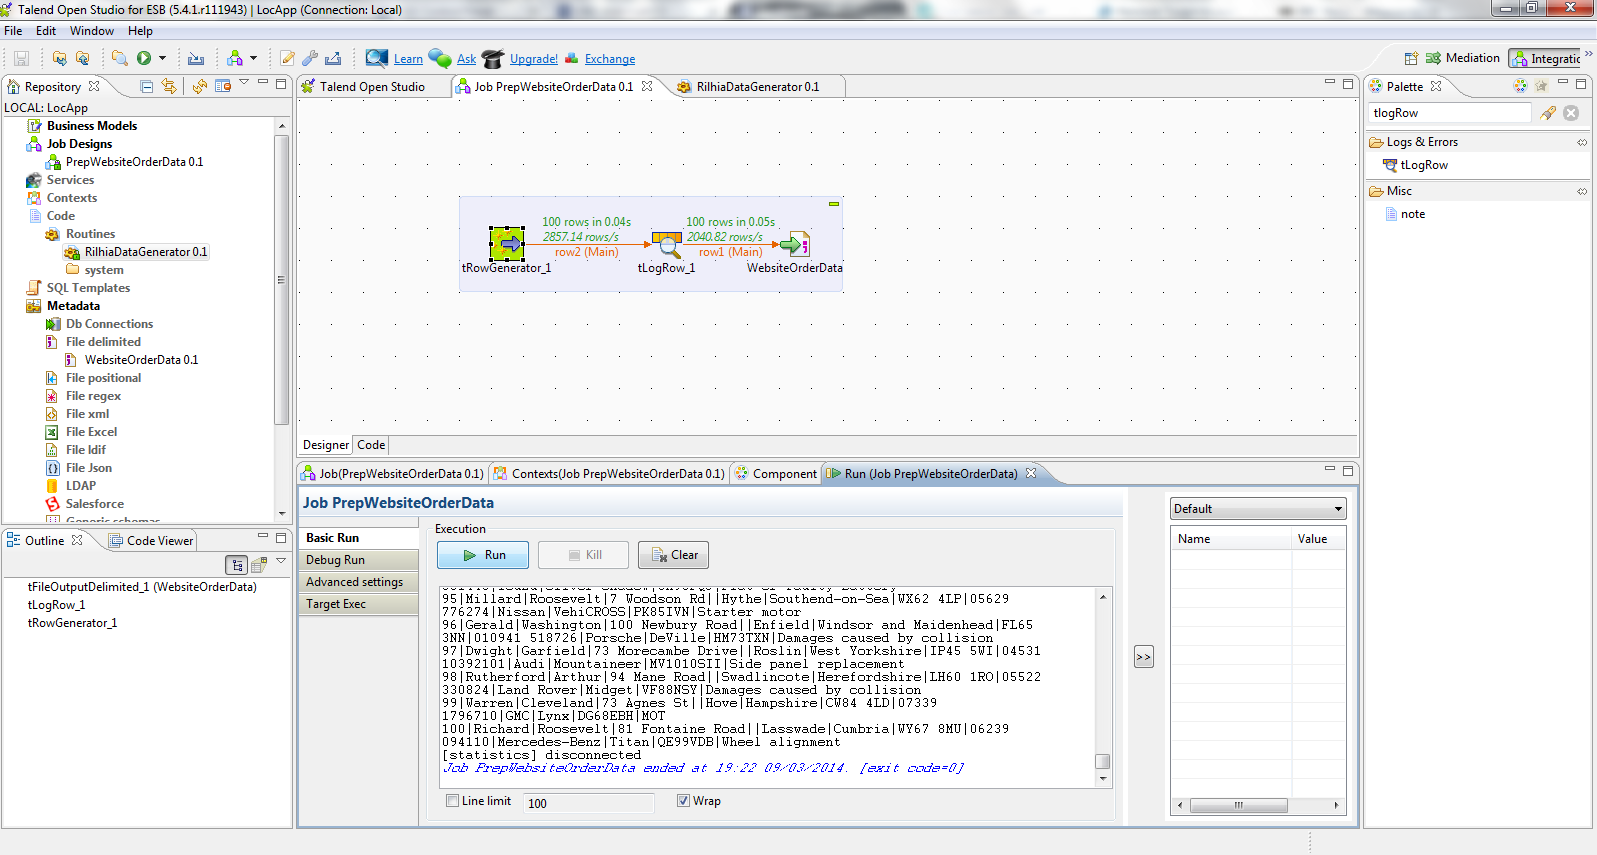 Talend Open Studio for ESB (5.4.1.r111943) | LocApp (Connection: Local)
File Edit Window Help
Learn Ask Upgrade! Exchange
Mediation Integratic
Repository
LOCAL: LocApp
Business Models
Job Designs
PrepWebsiteOrderData 0.1
Services
Contexts
Code
Routines
RilhiaDataGenerator 0.1
system
SQL Templates
Metadata
Db Connections
File delimited
WebsiteOrderData 0.1
File positional
File regex
File xml
File Excel
File ldif
File Json
LDAP
Salesforce
Generic schemas
Outline Code Viewer
tFileOutputDelimited_1 (WebsiteOrderData)
tLogRow_1
tRowGenerator_1
Talend Open Studio Job PrepWebsiteOrderData 0.1 RilhiaDataGenerator 0.1
100 rows in 0.04s 100 rows in 0.05s
2857.14 rows/s 2040.82 rows/s
row2 (Main) row1 (Main)
tRowGenerator_1 tLogRow_1 WebsiteOrderData
Designer Code
Job(PrepWebsiteOrderData 0.1) Contexts(Job PrepWebsiteOrderData 0.1) Component Run (Job PrepWebsiteOrderData)
Job PrepWebsiteOrderData
Basic Run
Debug Run
Advanced settings
Target Exec
Execution
Run Kill Clear
95|Millard|Roosevelt|7 Woodson Rd||Hythe|Southend-on-Sea|WX62 4LP|05629
776274|Nissan|VehiCROSS|PK85IVN|Starter motor
96|Gerald|Washington|100 Newbury Road||Enfield|Windsor and Maidenhead|FL65
3NN|010941 518726|Porsche|DeVille|HM73TXN|Damages caused by collision
97|Dwight|Garfield|73 Morecambe Drive||Roslin|West Yorkshire|IP45 5WI|04531
10392101|Audi|Mountaineer|MV1010SII|Side panel replacement
98|Rutherford|Arthur|94 Mane Road||Swadlincote|Herefordshire|LH60 1RO|05522
330824|Land Rover|Midget|VF88NSY|Damages caused by collision
99|Warren|Cleveland|73 Agnes St||Hove|Hampshire|CW84 4LD|07339
1796710|GMC|Lynx|DG68EBH|MOT
100|Richard|Roosevelt|81 Fontaine Road||Lasswade|Cumbria|WY67 8MU|06239
094110|Mercedes-Benz|Titan|QE99VDB|Wheel alignment
[statistics] disconnected
Job PrepWebsiteOrderData ended at 19:22 09/03/2014. [exit code=0]
Line limit 100 Wrap
>>
Default
Name Value
Palette
tlogRow
Logs & Errors
tLogRow
Misc
note